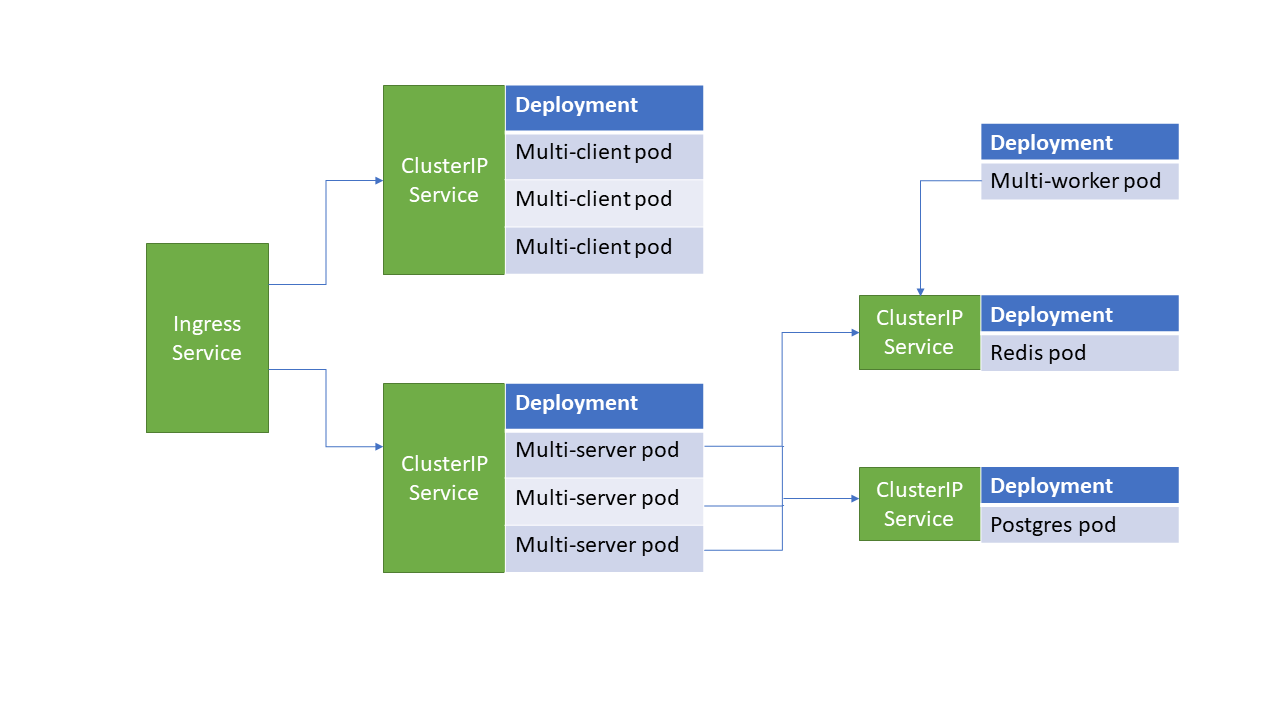 Ingress
Service
ClusterIP
Service
Deployment
Multi-client pod
Multi-client pod
Multi-client pod
ClusterIP
Service
Deployment
Multi-server pod
Multi-server pod
Multi-server pod
Deployment
Multi-worker pod
ClusterIP
Service
Deployment
Redis pod
ClusterIP
Service
Deployment
Postgres pod